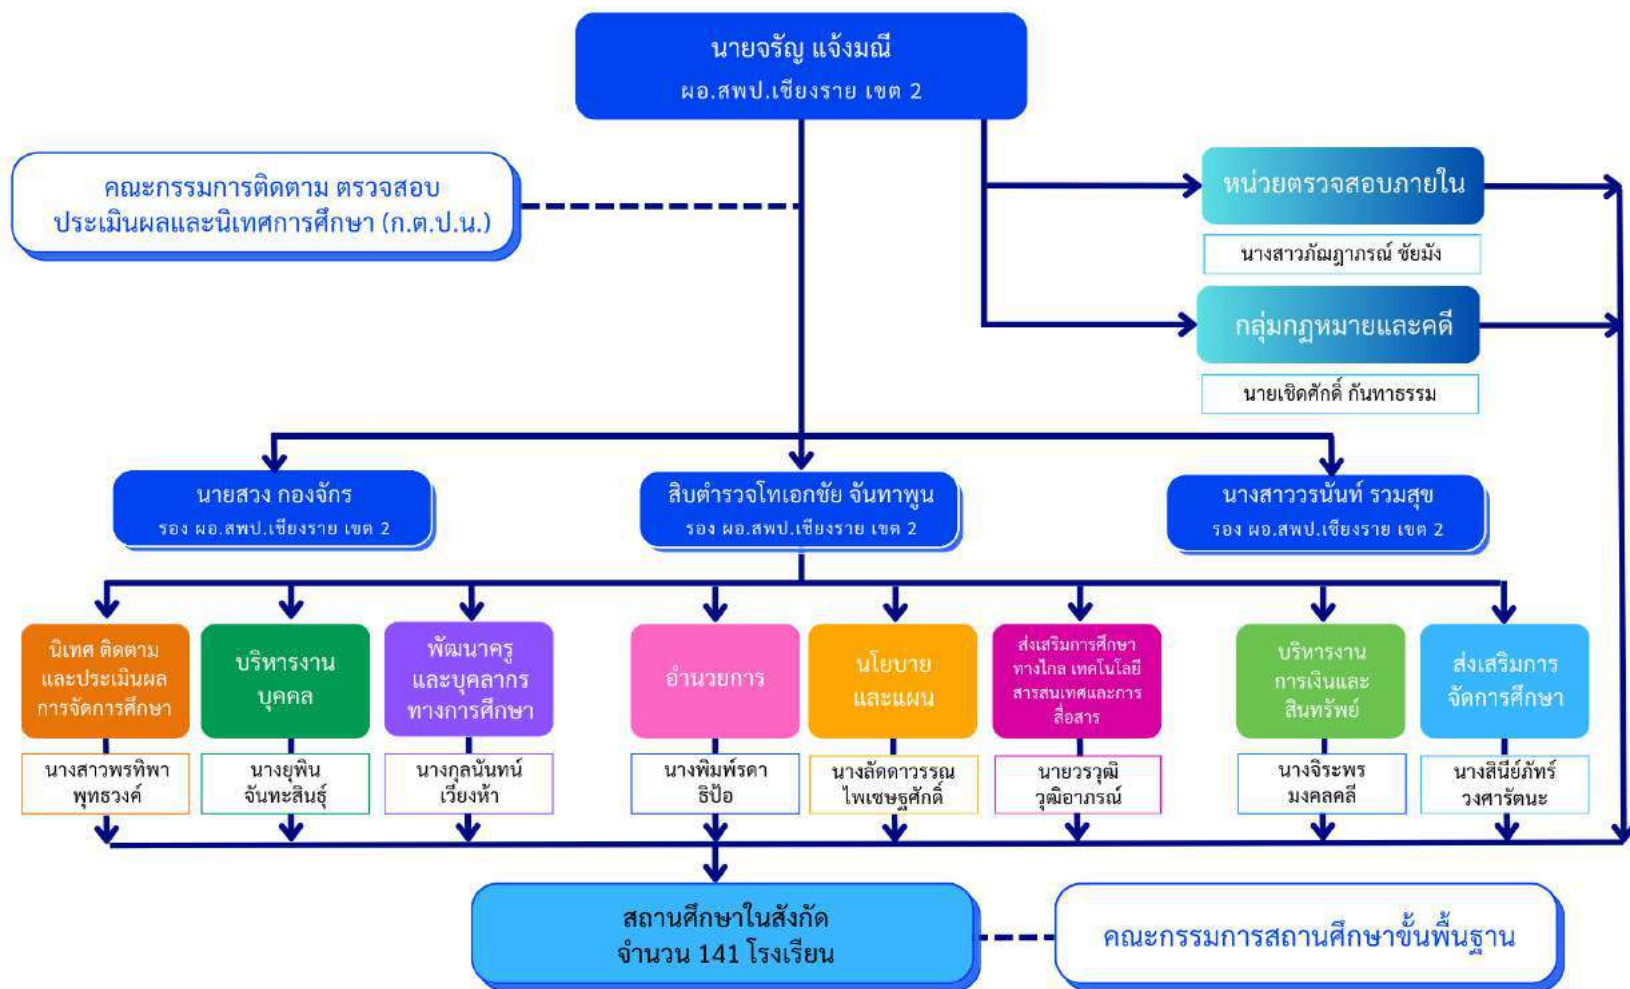 นายจรัญ แจ้งมณี
ผอ.สพป.เชียงราย เขต 2
คณะกรรมการติดตาม ตรวจสอบ
ประเมินผลและนิเทศการศึกษา (ก.ต.ป.น.)
หน่วยตรวจสอบภายใน
นางสาวภัฌฎาภรณ์ ชัยมัง
กลุ่มกฎหมายและคดี
นายเชิดศักดิ์ กันทาธรรม
นายสวง กองจักร
รอง ผอ.สพป.เชียงราย เขต 2
สิบตำรวจโทเอกชัย จันทาพูน
รอง ผอ.สพป.เชียงราย เขต 2
นางสาววรนันท์ รวมสุข
รอง ผอ.สพป.เชียงราย เขต 2
นิเทศ ติดตาม
และประเมินผล
การจัดการศึกษา
นางสาวพรทิพา
พุทธวงค์
บริหารงาน
บุคคล
นางยุพิน
จันทะสินธุ์
พัฒนาครู
และบุคลากร
ทางการศึกษา
นางกุลนันทน์
เวียงห้า
อำนวยการ
นางพิมพ์รดา
ธิป้อ
นโยบาย
และแผน
นางลัดดาวรรณ
ไพเชษฐศักดิ์
ส่งเสริมการศึกษา
ทางไกล เทคโนโลยี
สารสนเทศและการ
สื่อสาร
นายวรวุฒิ
วุฒิอาภรณ์
บริหารงาน
การเงินและ
สินทรัพย์
นางจิระพร
มงคลคลี
ส่งเสริมการ
จัดการศึกษา
นางสินีย์ภัทร์
วงศารัตนะ
สถานศึกษาในสังกัด
จำนวน 141 โรงเรียน
คณะกรรมการสถานศึกษาขั้นพื้นฐาน